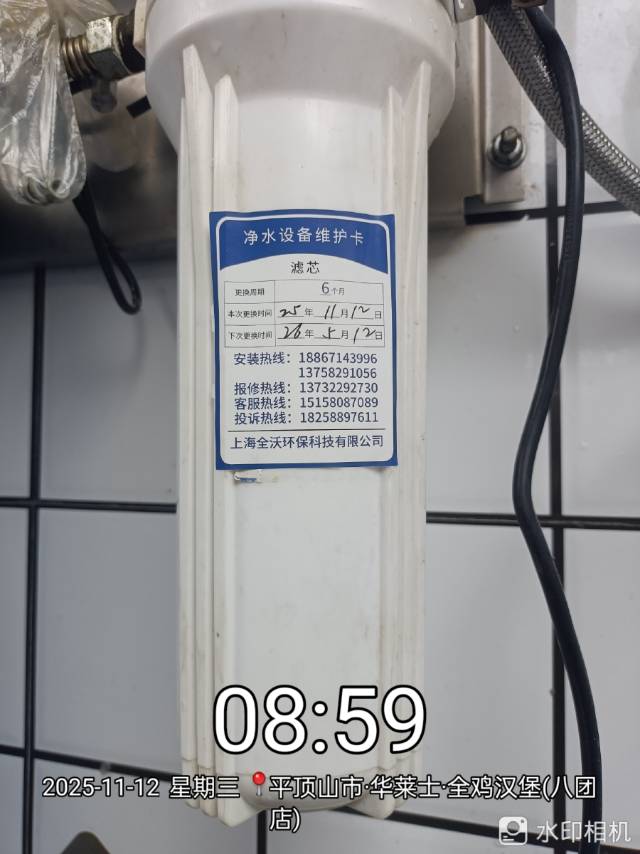 净水设备维护卡
滤芯
更换周期 6个月
本次更换时间 25年 11月 12日
下次更换时间 26年 5月 12日
安装热线：18867143996
13758291056
报修热线：13732292730
客服热线：15158087089
投诉热线：18258897611
上海全沃环保科技有限公司
08:59
2025-11-12 星期三 平顶山市·华莱士·全鸡汉堡(八团
店)
水印相机